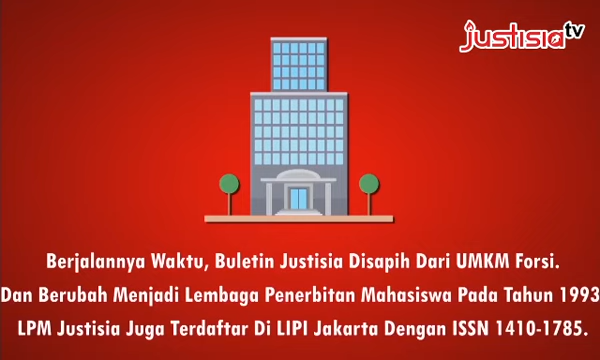 Justisia tv
Berjalannya Waktu, Buletin Justisia Disapih Dari UMKM Forsi.
Dan Berubah Menjadi Lembaga Penerbitan Mahasiswa Pada Tahun 1993
LPM Justisia Juga Terdaftar Di LIPI Jakarta Dengan ISSN 1410-1785.